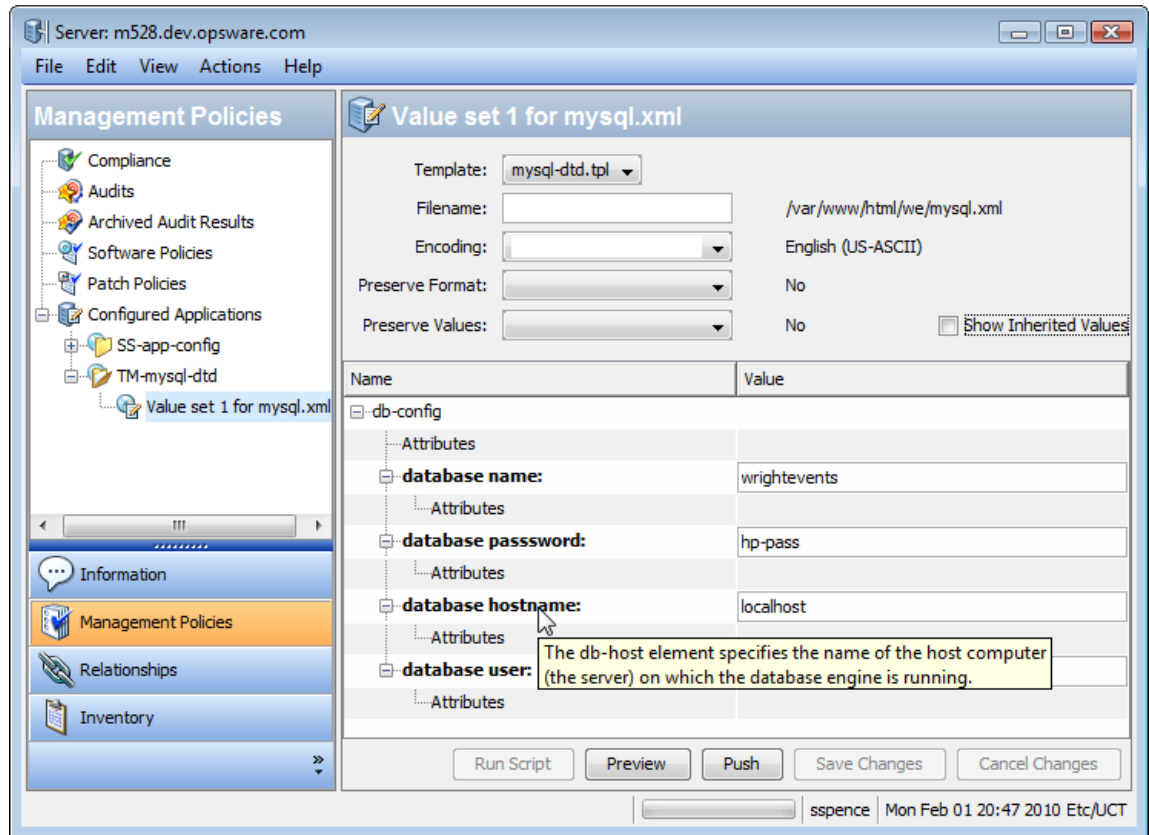 Server: m528.dev.opsware.com
File Edit View Actions Help
Management Policies
Compliance
Audits
Archived Audit Results
Software Policies
Patch Policies
Configured Applications
SS-app-config
TM-mysql-dtd
Value set 1 for mysql.xml
Information
Management Policies
Relationships
Inventory
Value set 1 for mysql.xml
Template: mysql-dtd.tpl
Filename: /var/www/html/we/mysql.xml
Encoding: English (US-ASCII)
Preserve Format: No
Preserve Values: No Show Inherited Values
Name Value
db-config
Attributes
database name: wrightevents
Attributes
database passsword: hp-pass
Attributes
database hostname: localhost
Attributes
The db-host element specifies the name of the host computer
(the server) on which the database engine is running.
database user:
Attributes
Run Script Preview Push Save Changes Cancel Changes
sspence Mon Feb 01 20:47 2010 Etc/UCT